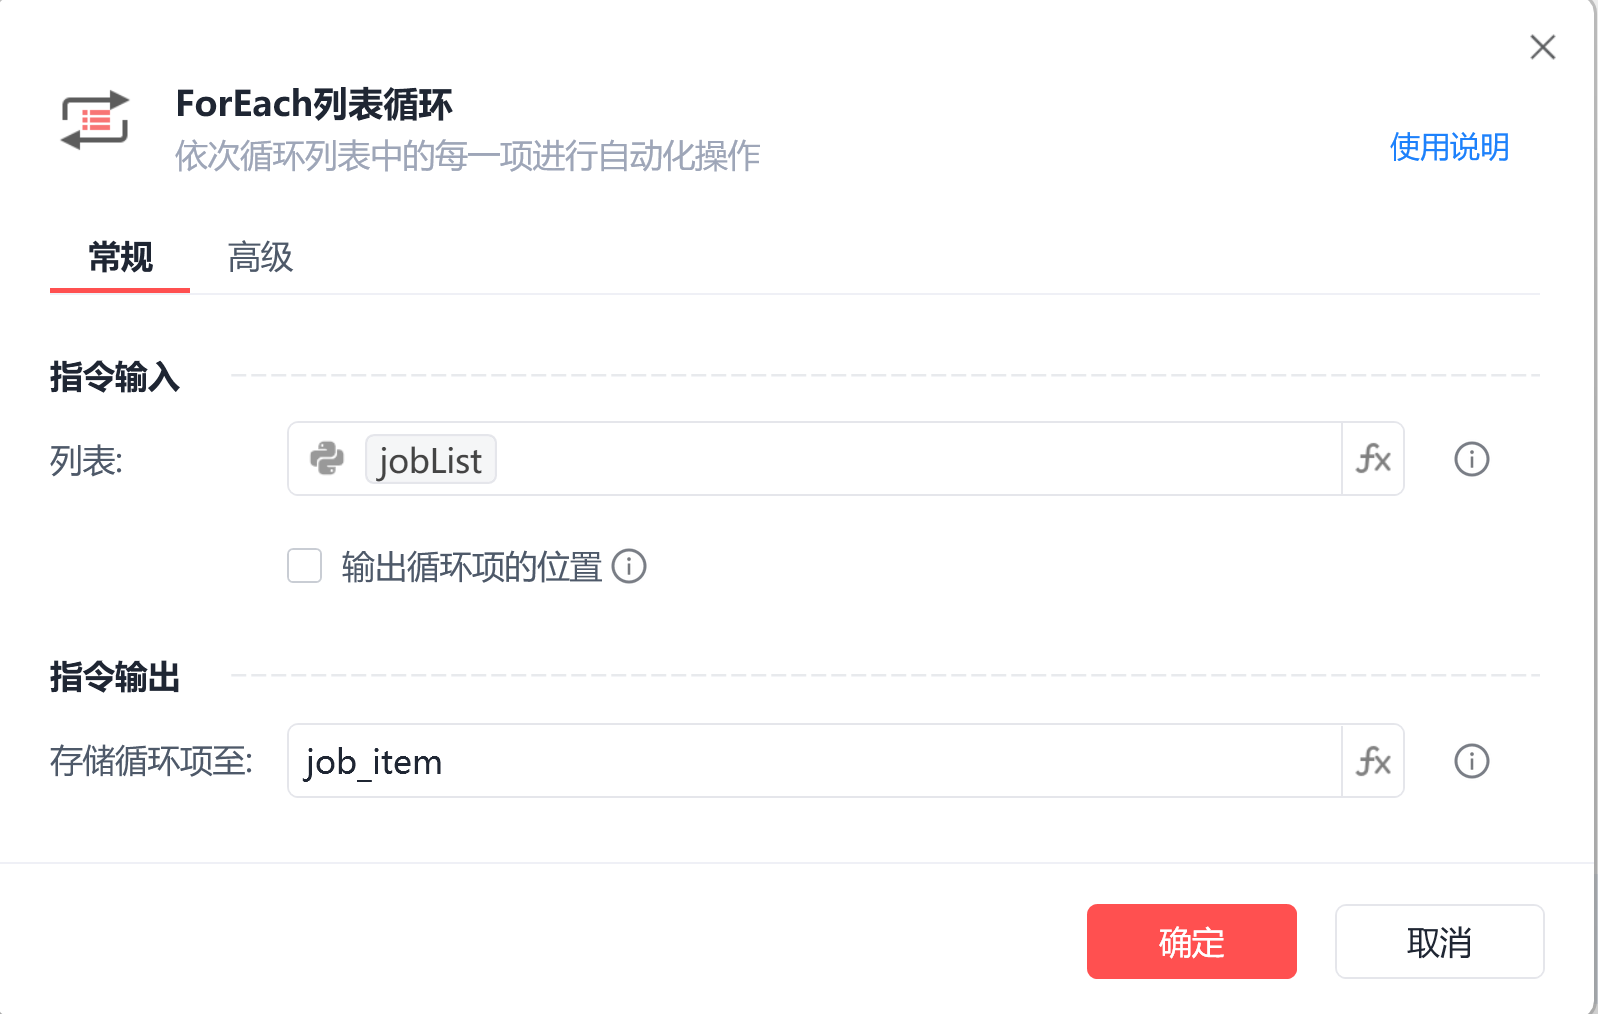 ForEach列表循环
依次循环列表中的每一项进行自动化操作
使用说明
常规 高级
指令输入
列表: jobList fx
输出循环项的位置
指令输出
存储循环项至: job_item fx
确定 取消